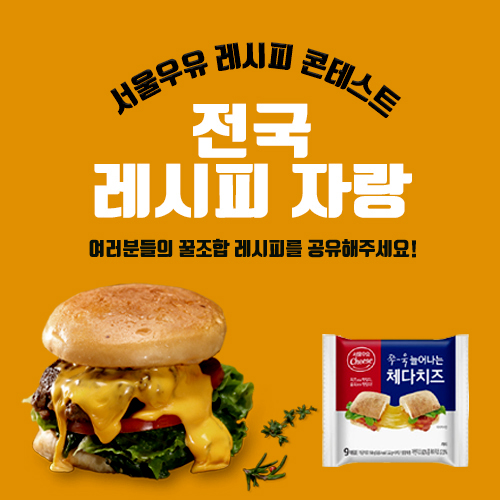 서울우유 레시피 콘테스트
전국
레시피 자랑
여러분들의 꿀조합 레시피를 공유해주세요!
서울우유
Cheese
쭈-욱 늘어나는
체다치즈